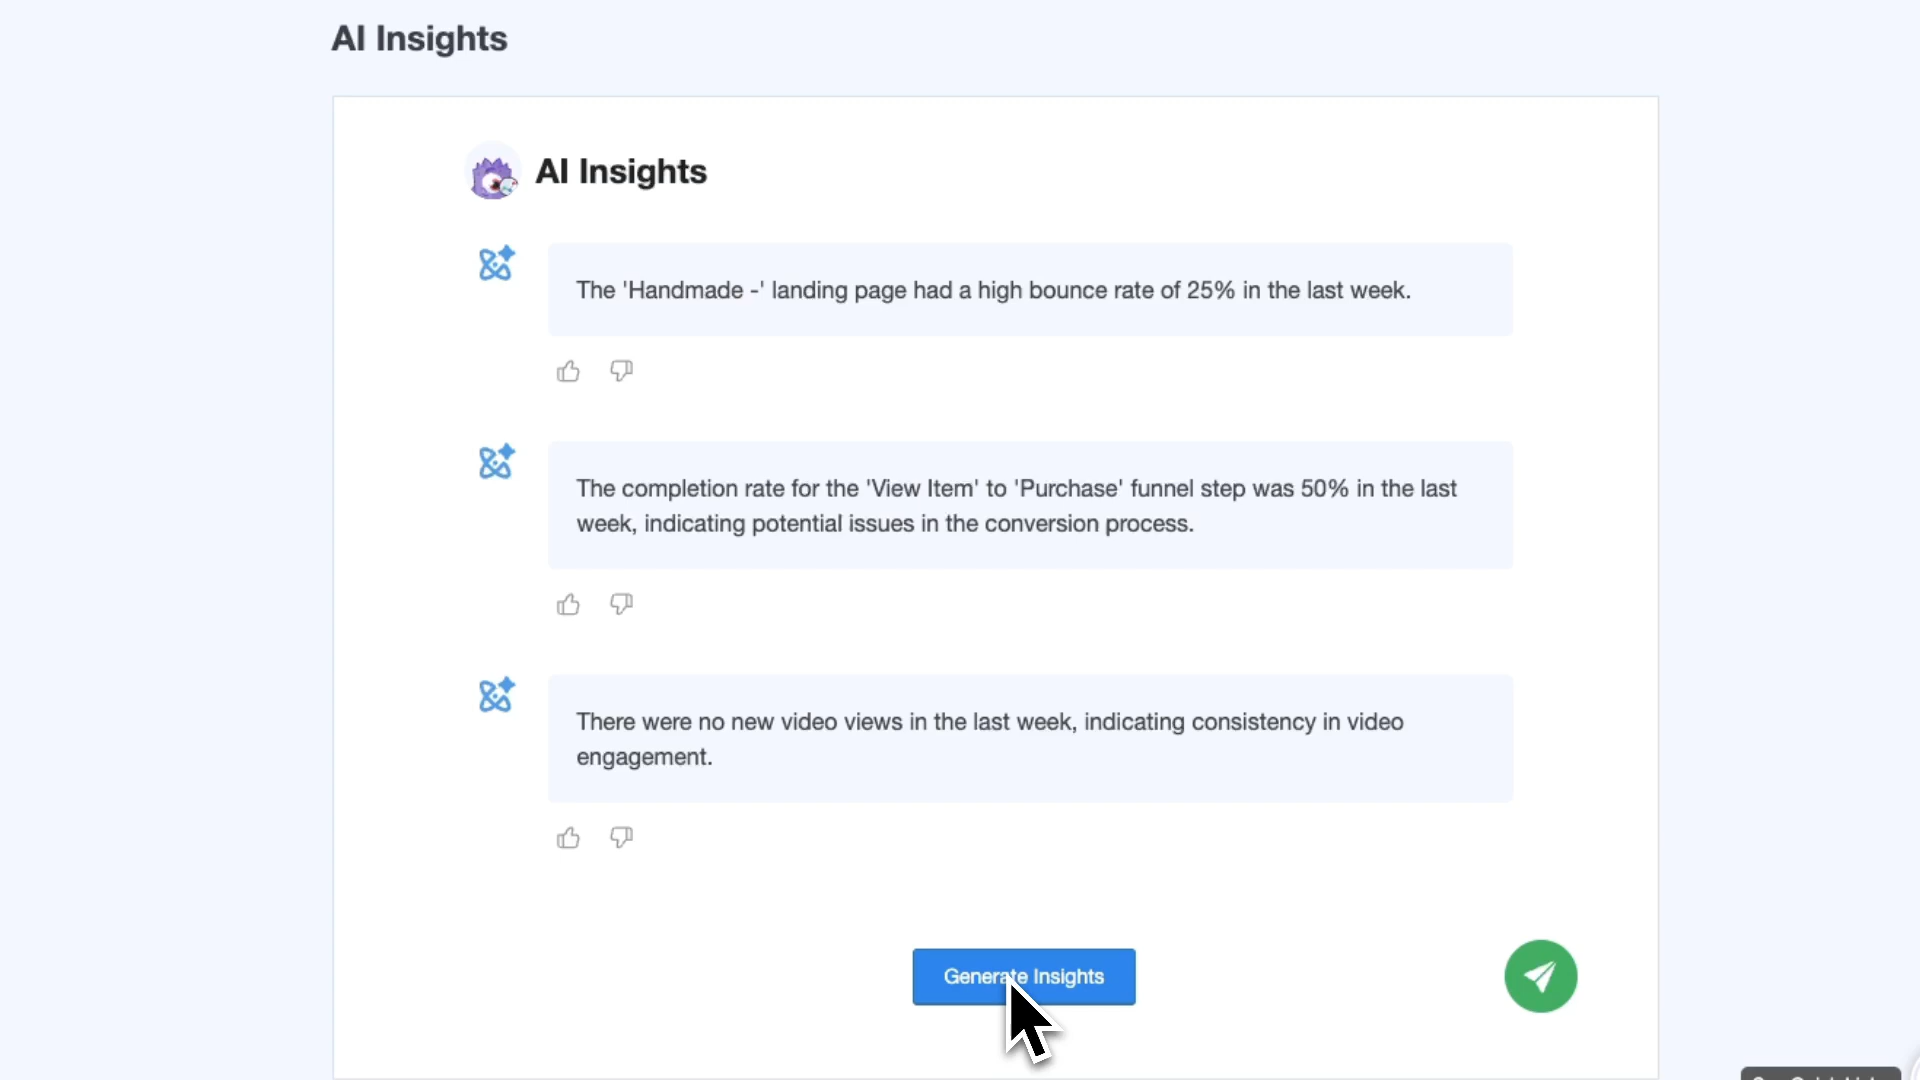 AI Insights
AI Insights
The 'Handmade -' landing page had a high bounce rate of 25% in the last week.
The completion rate for the 'View Item' to 'Purchase' funnel step was 50% in the last
week, indicating potential issues in the conversion process.
There were no new video views in the last week, indicating consistency in video
engagement.
Generate Insights